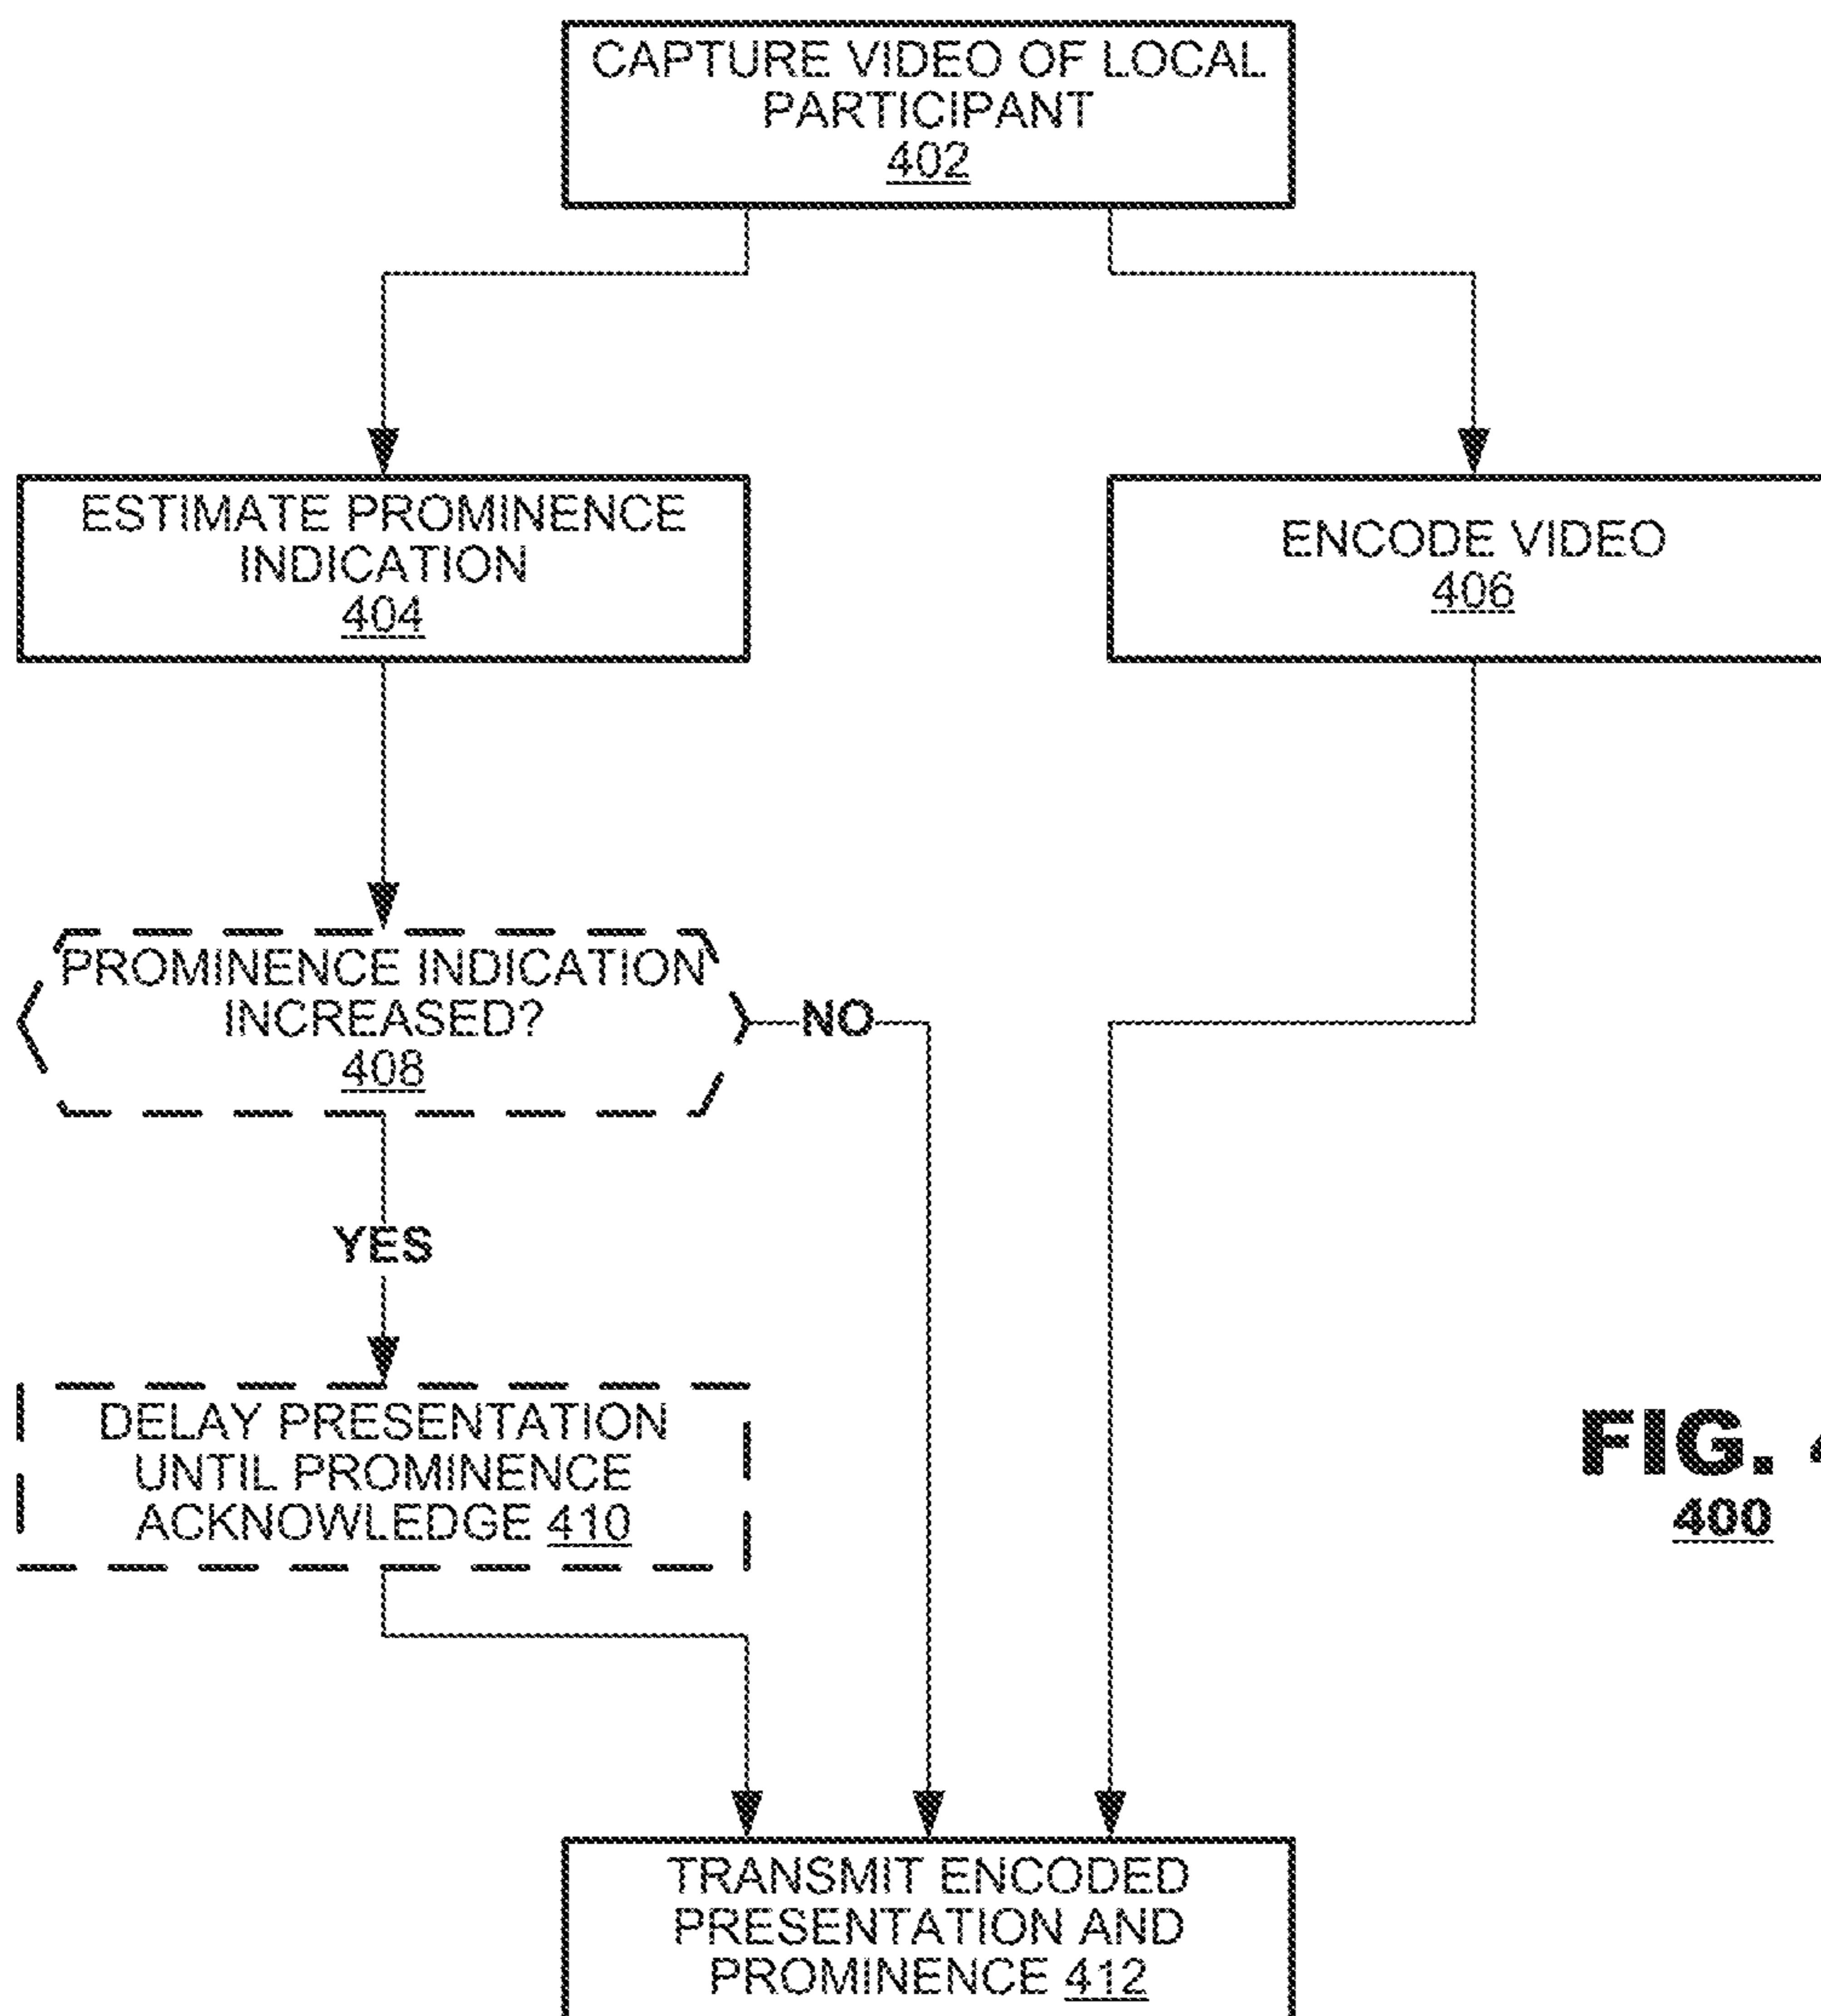 CAPTURE VIDEO OF LOCAL
PARTICIPANT
402
ESTIMATE PROMINENCE
INDICATION
404
ENCODE VIDEO
406
PROMINENCE INDICATION
INCREASED?
408
NO
YES
DELAY PRESENTATION
UNTIL PROMINENCE
ACKNOWLEDGE 410
FIG. 4
400
TRANSMIT ENCODED
PRESENTATION AND
PROMINENCE 412